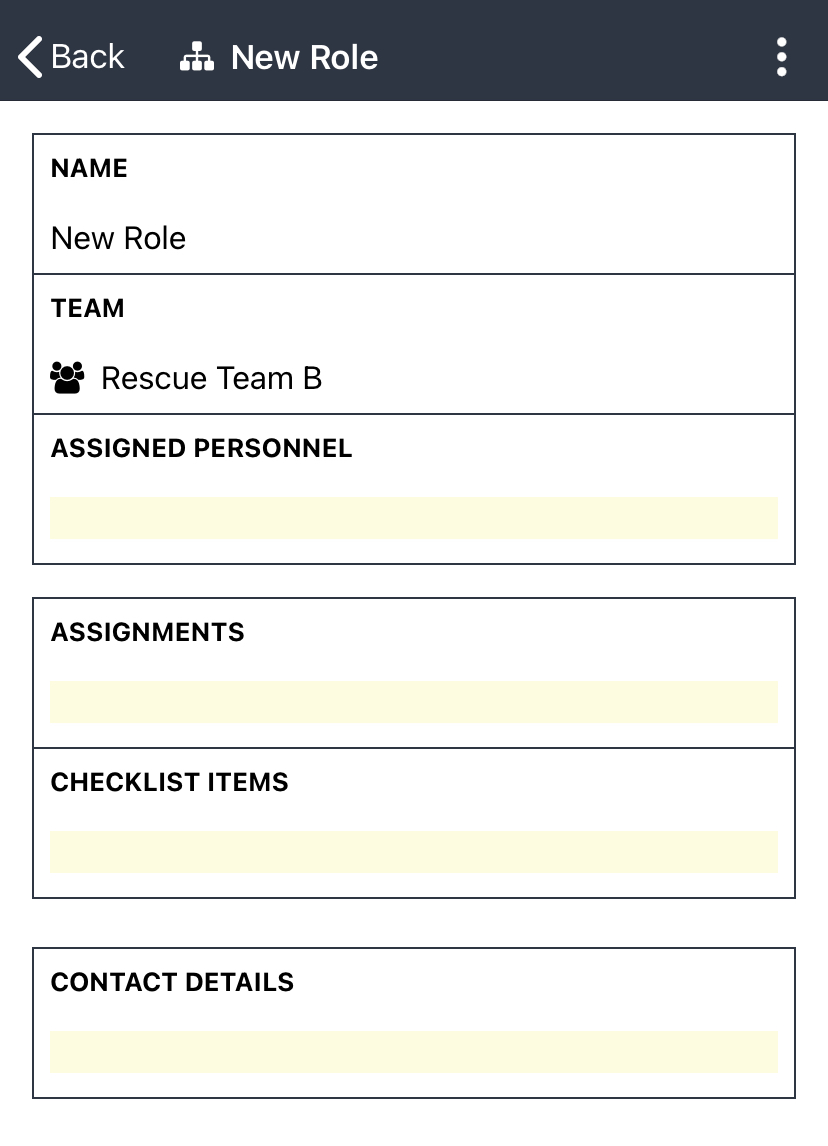 Back New Role
NAME
New Role
TEAM
Rescue Team B
ASSIGNED PERSONNEL
ASSIGNMENTS
CHECKLIST ITEMS
CONTACT DETAILS